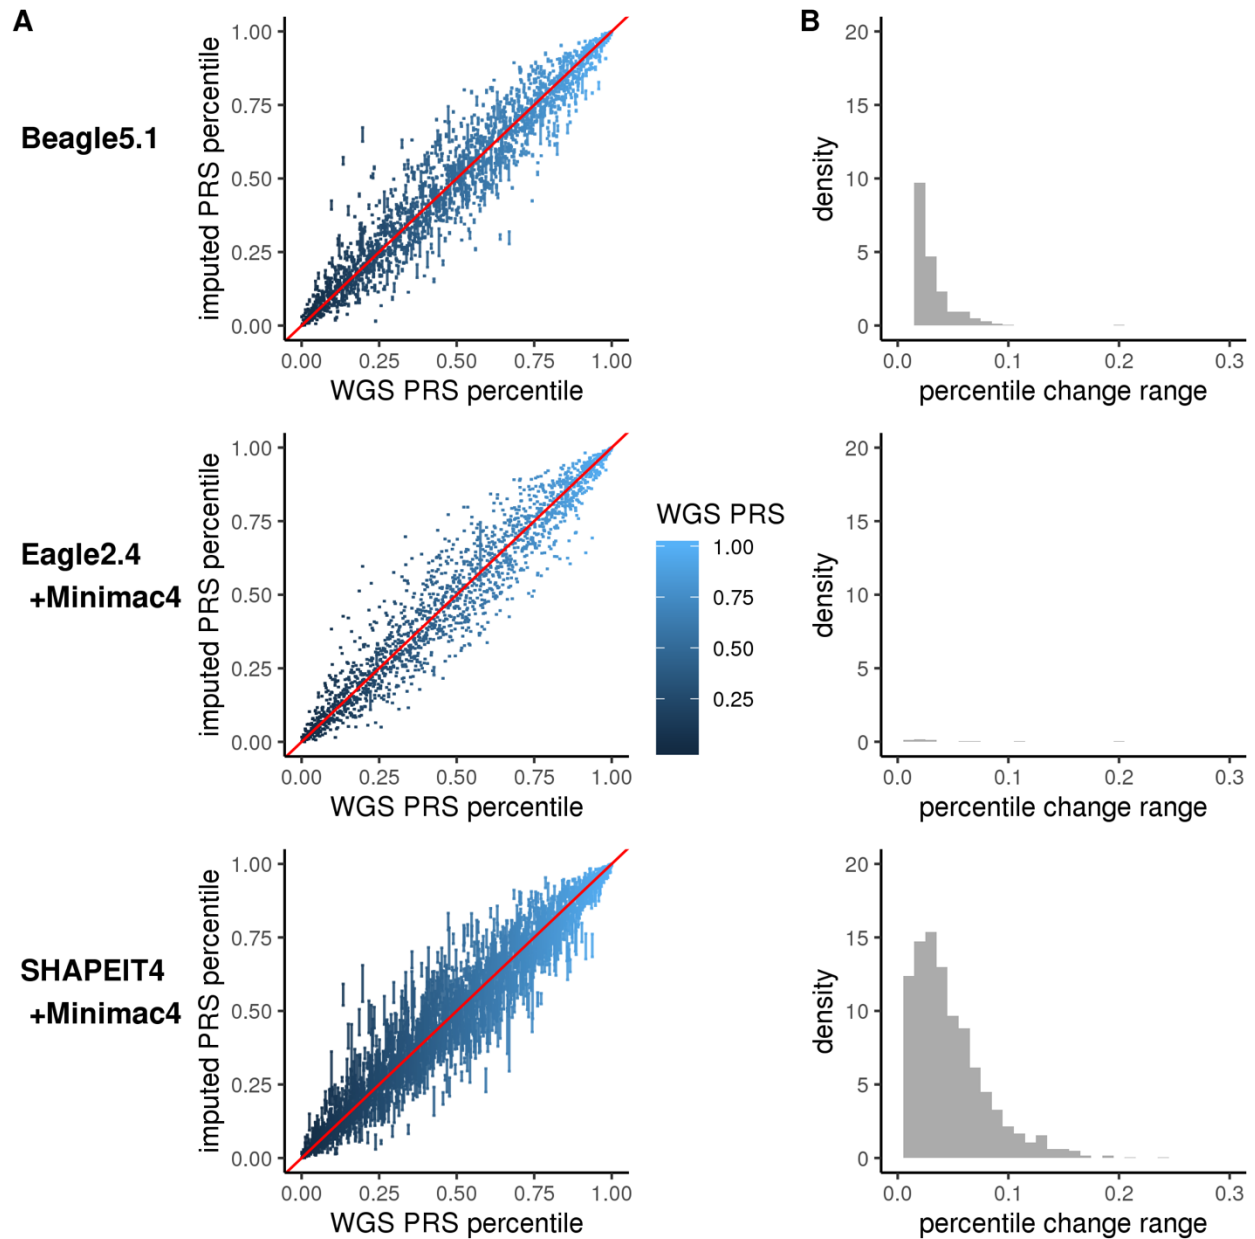 A
B
Beagle5.1
imputed PRS percentile
1.00
0.75
0.50
0.25
0.00
0.00 0.25 0.50 0.75 1.00
WGS PRS percentile
density
20
15
10
5
0
0.0 0.1 0.2 0.3
percentile change range
Eagle2.4
+Minimac4
imputed PRS percentile
1.00
0.75
0.50
0.25
0.00
0.00 0.25 0.50 0.75 1.00
WGS PRS percentile
WGS PRS
1.00
0.75
0.50
0.25
density
20
15
10
5
0
0.0 0.1 0.2 0.3
percentile change range
SHAPEIT4
+Minimac4
imputed PRS percentile
1.00
0.75
0.50
0.25
0.00
0.00 0.25 0.50 0.75 1.00
WGS PRS percentile
density
20
15
10
5
0
0.0 0.1 0.2 0.3
percentile change range